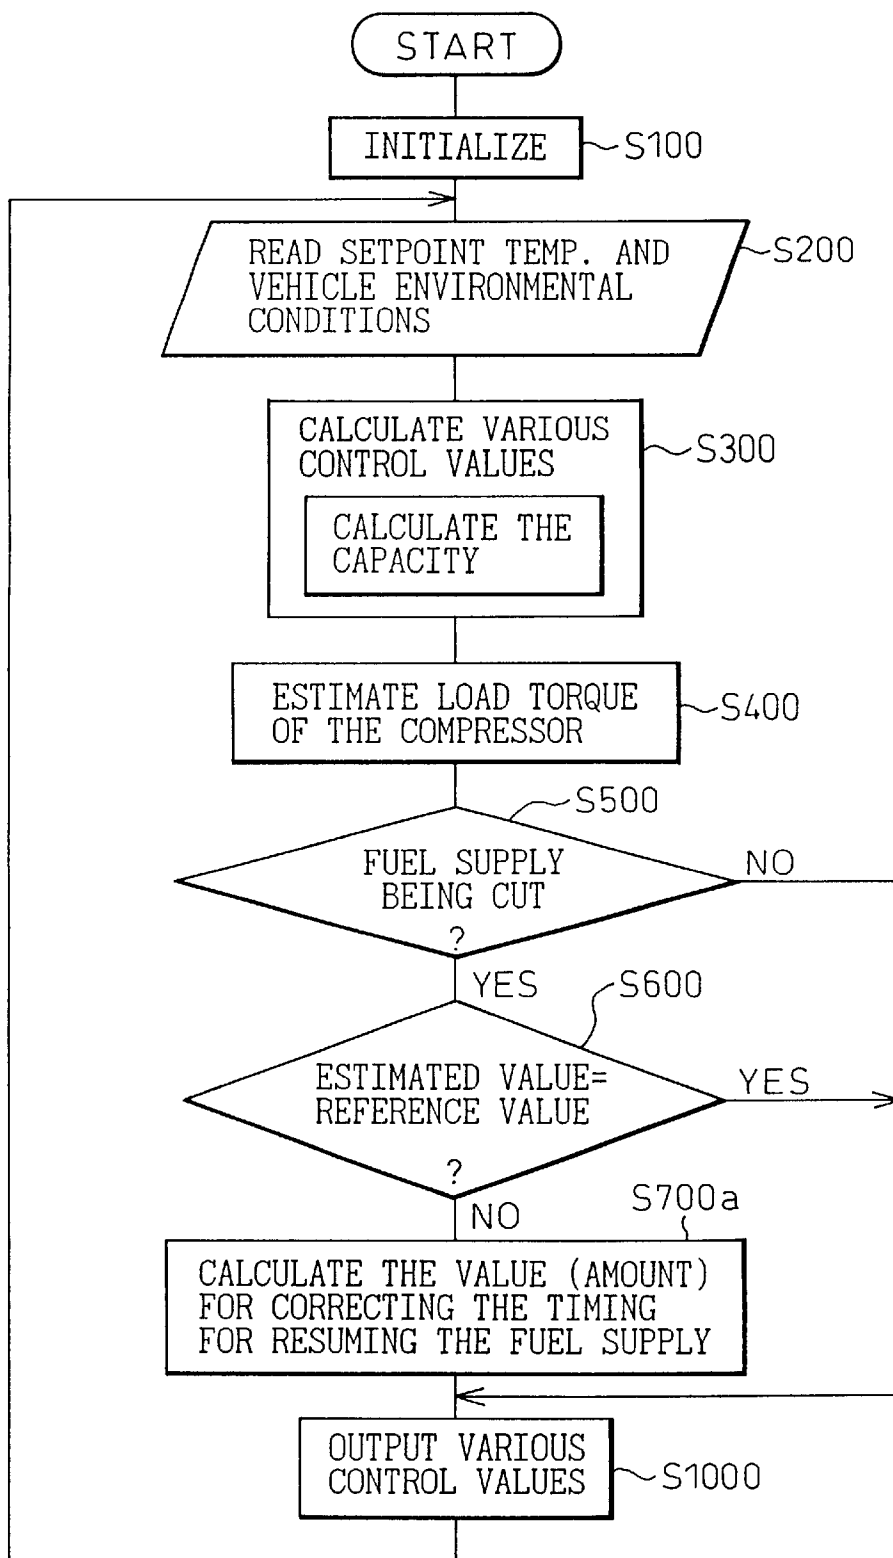 START
INITIALIZE
S100
READ SETPOINT TEMP. AND
VEHICLE ENVIRONMENTAL
CONDITIONS
S200
CALCULATE VARIOUS
CONTROL VALUES
S300
CALCULATE THE
CAPACITY
ESTIMATE LOAD TORQUE
OF THE COMPRESSOR
S400
S500
FUEL SUPPLY
BEING CUT
?
NO
YES
S600
ESTIMATED VALUE=
REFERENCE VALUE
?
YES
NO
S700a
CALCULATE THE VALUE (AMOUNT)
FOR CORRECTING THE TIMING
FOR RESUMING THE FUEL SUPPLY
OUTPUT VARIOUS
CONTROL VALUES
S1000